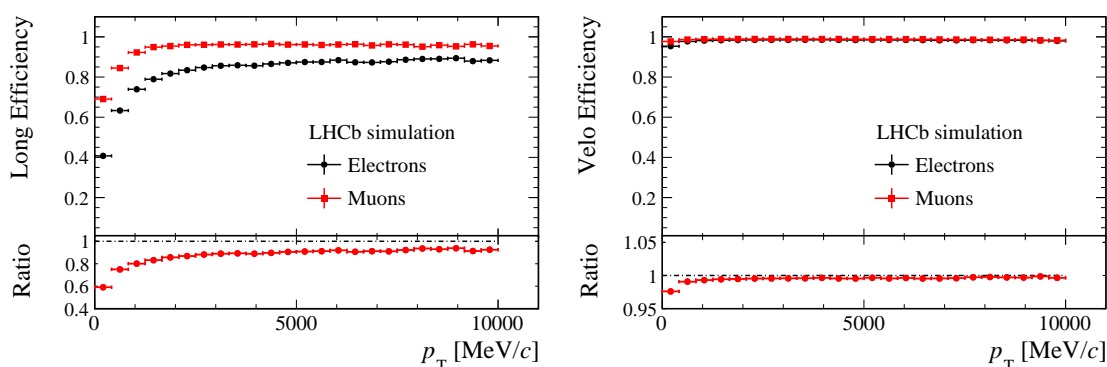 Long Efficiency
1
0.8
0.6
0.4
0.2
LHCb simulation
Electrons
Muons
Ratio
1
0.8
0.6
0.4
0
5000
10000
p_T [MeV/c]
Velo Efficiency
1
0.8
0.6
0.4
0.2
LHCb simulation
Electrons
Muons
Ratio
1.05
1
0.95
0
5000
10000
p_T [MeV/c]